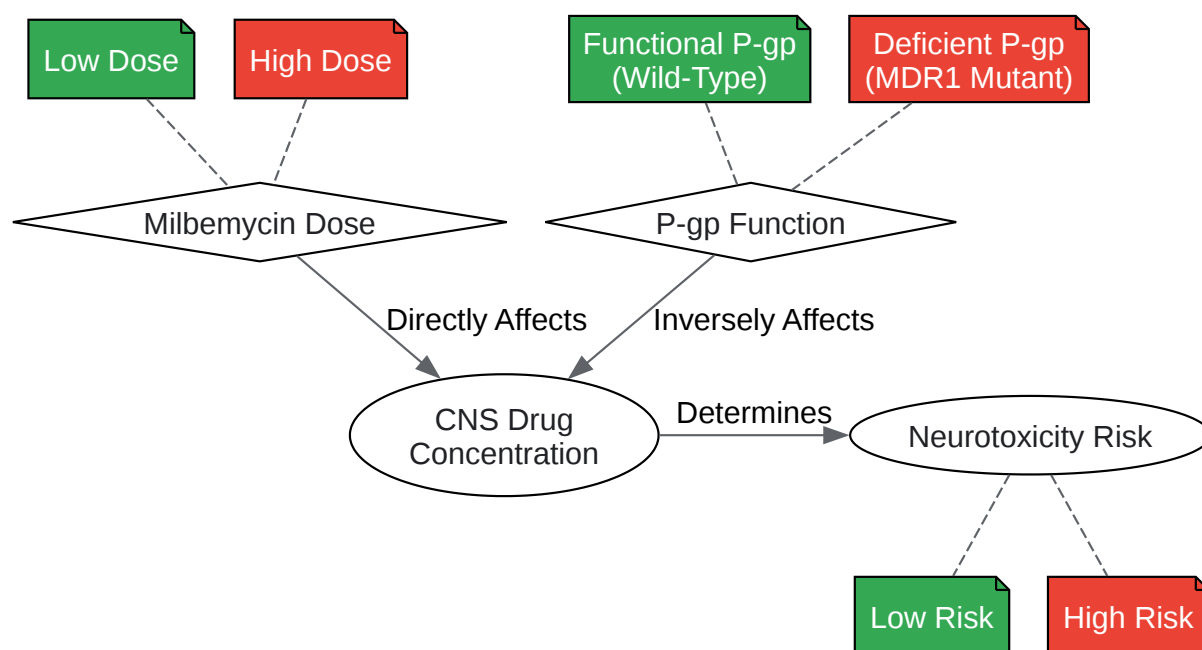 Low Dose
High Dose
Functional P-gp
(Wild-Type)
Deficient P-gp
(MDR1 Mutant)
Milbemycin Dose
P-gp Function
Directly Affects
Inversely Affects
CNS Drug
Concentration
Determines
Neurotoxicity Risk
Low Risk
High Risk